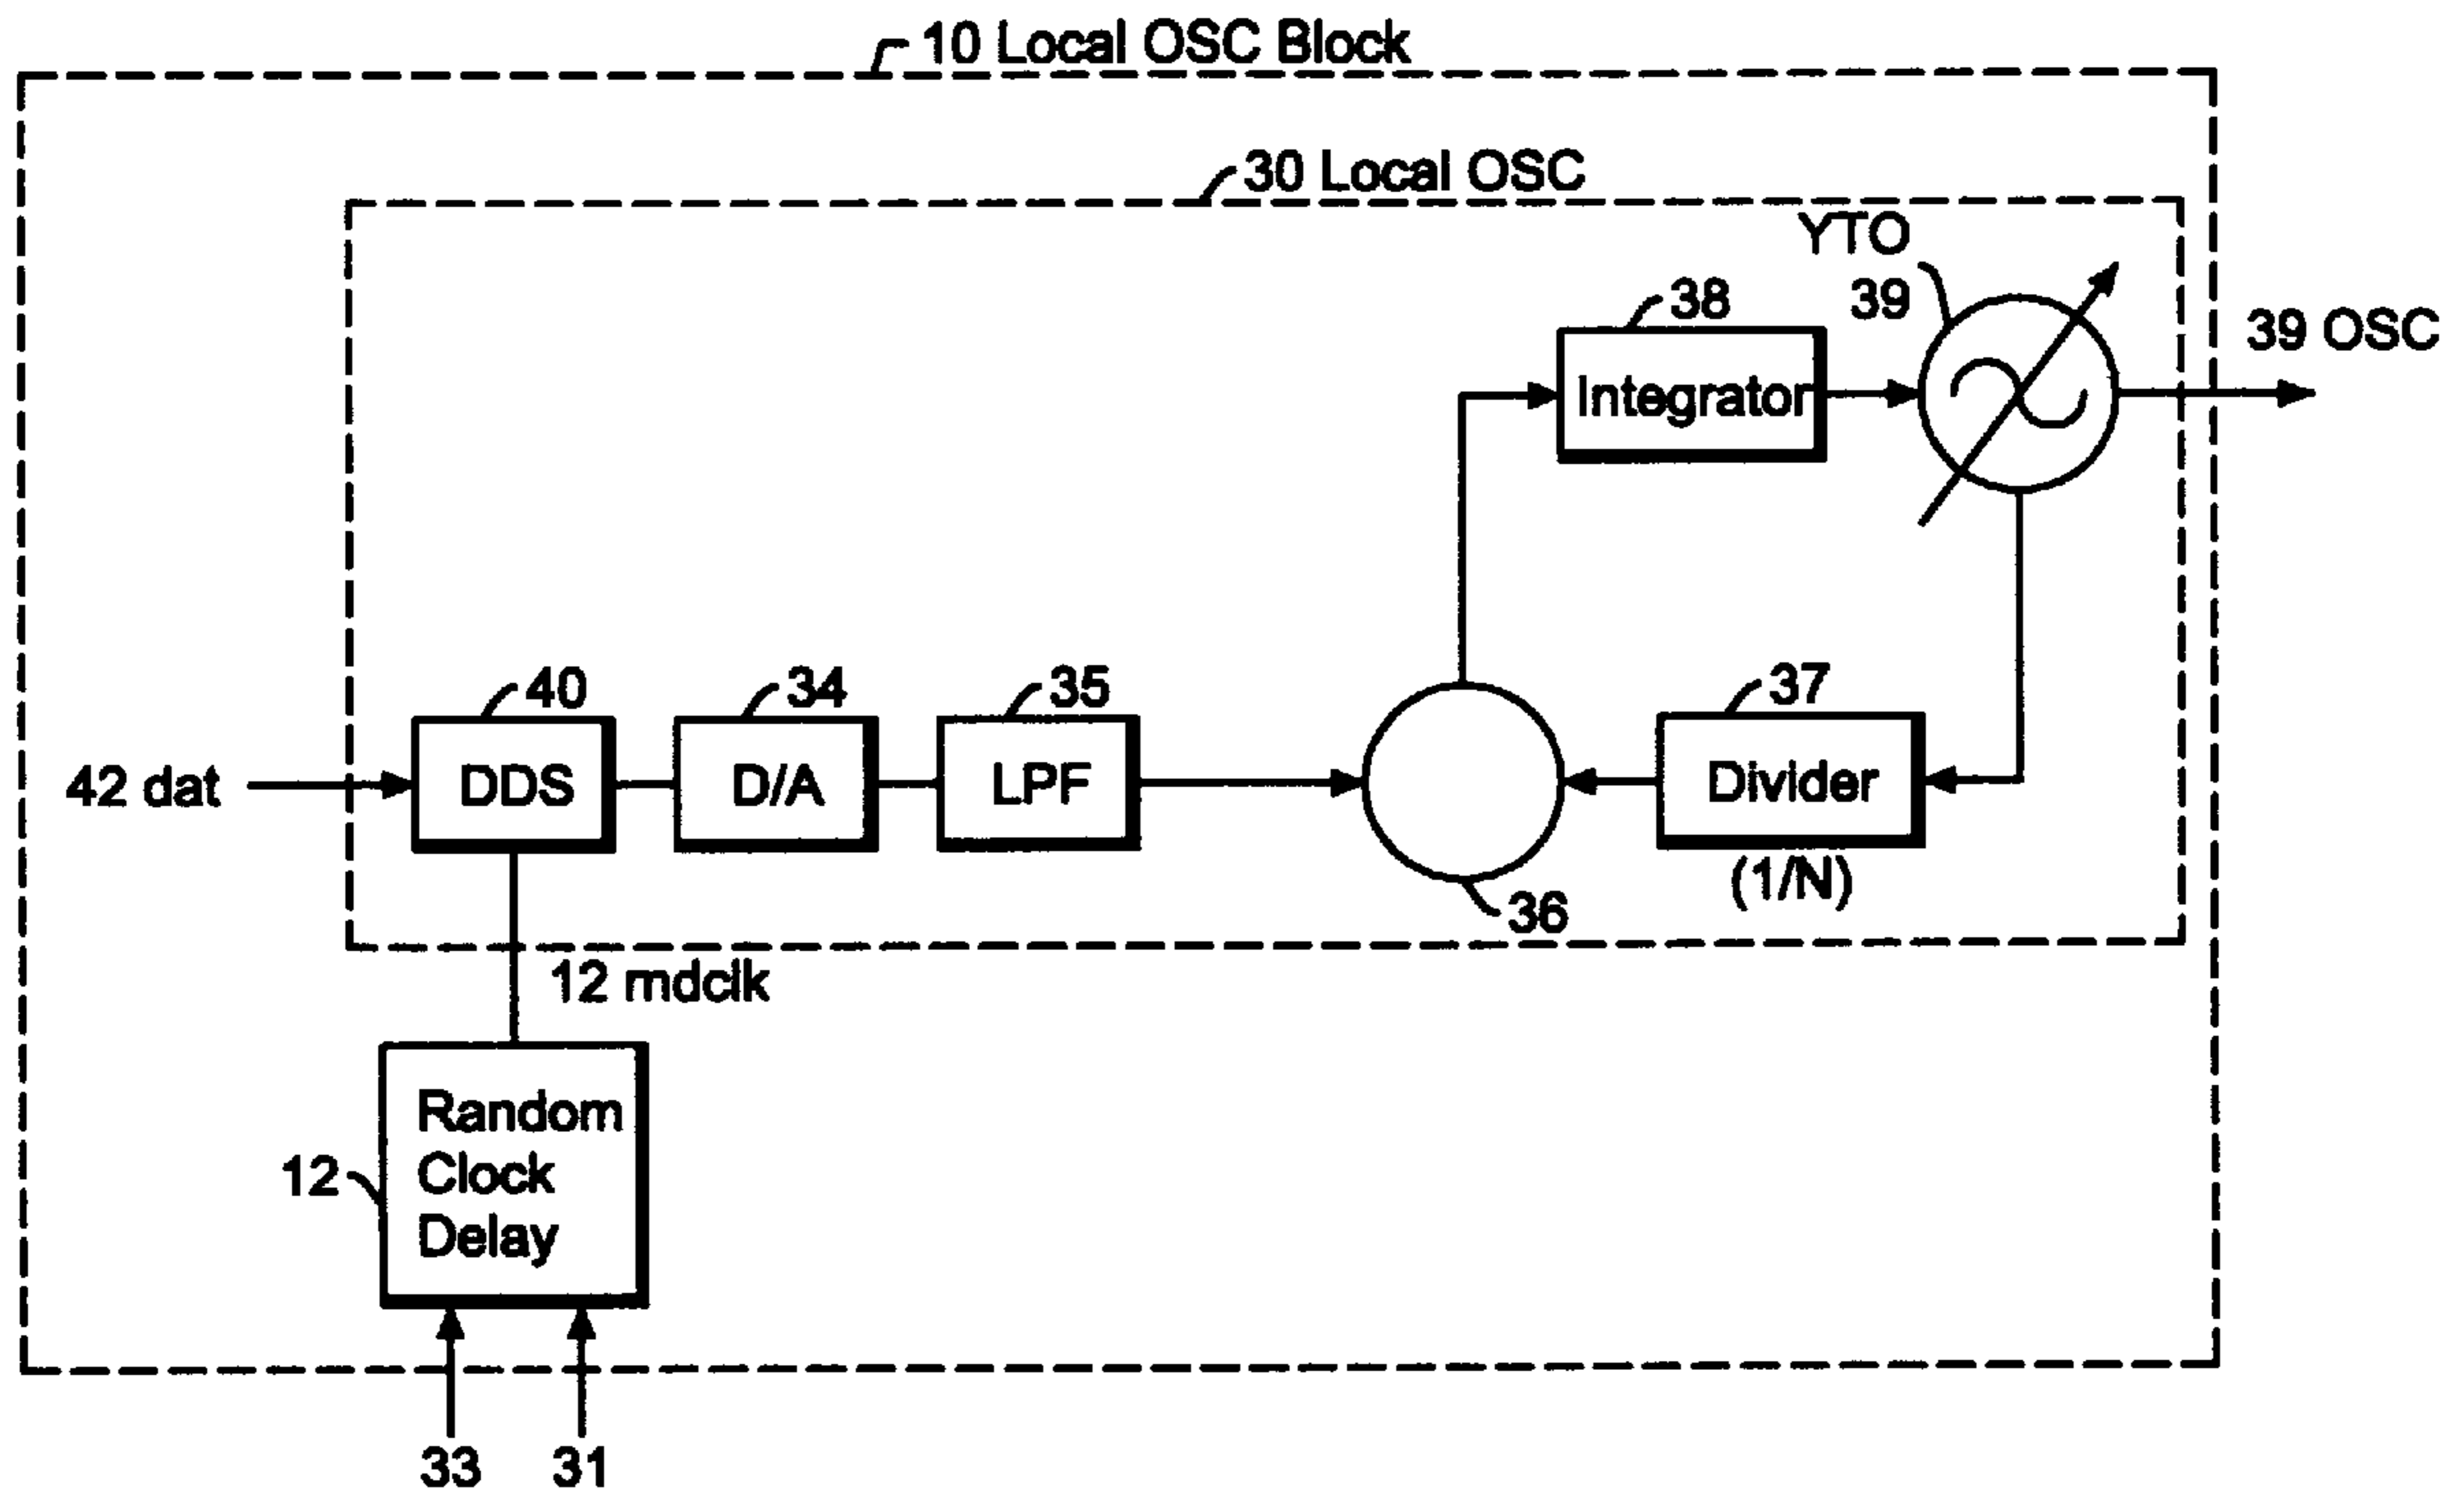 10 Local OSC Block
30 Local OSC
YTO
39
38
39 OSC
Integrator
40
34
35
37
42 dat
DDS
D/A
LPF
Divider
(1/N)
36
12 rndclk
Random
12
Clock
Delay
33
31